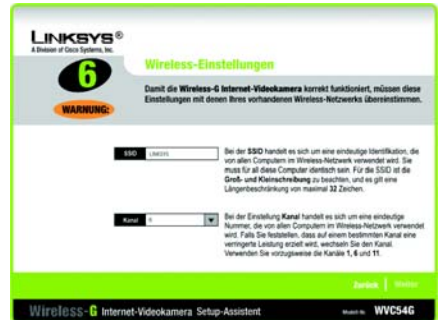 LINKSYS®
A Division of Cisco Systems, Inc.
6
Wireless-Einstellungen
WARNUNG:
Damit die Wireless-G Internet-Videokamera korrekt funktioniert, müssen diese
Einstellungen mit denen Ihres vorhandenen Wireless-Netzwerks übereinstimmen.
SSID LINKSYS
Bei der SSID handelt es sich um eine eindeutige Identifikation, die
von allen Computern im Wireless-Netzwerk verwendet wird. Sie
muss für all diese Computer identisch sein. Für die SSID ist die
Groß- und Kleinschreibung zu beachten, und es gilt eine
Längenbeschränkung von maximal 32 Zeichen.
Kanal 6
Bei der Einstellung Kanal handelt es sich um eine eindeutige
Nummer, die von allen Computern im Wireless-Netzwerk verwendet
wird. Falls Sie feststellen, dass auf einem bestimmten Kanal eine
verringerte Leistung erzielt wird, wechseln Sie den Kanal.
Verwenden Sie vorzugsweise die Kanäle 1, 6 und 11.
Zurück | Weiter
Wireless-G Internet-Videokamera Setup-Assistent
WVC54G